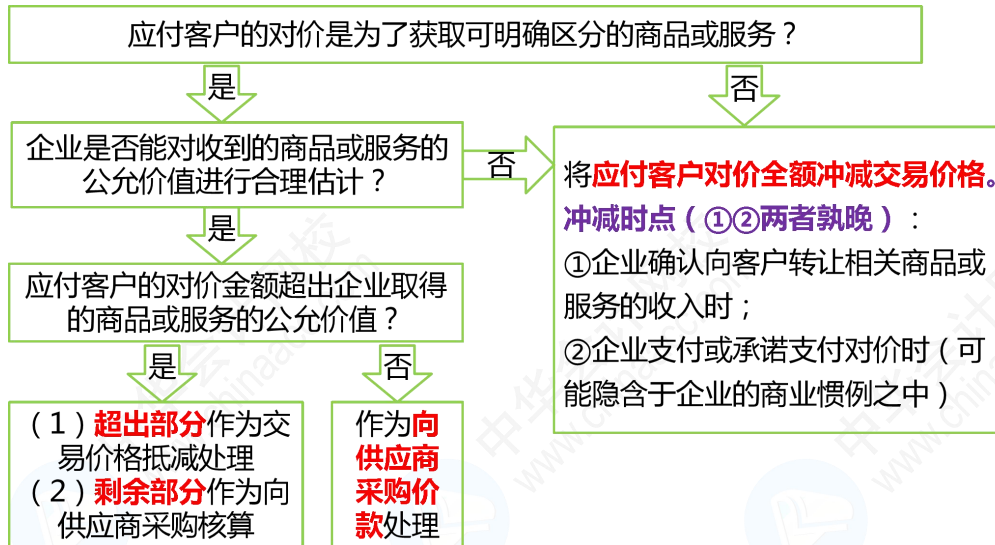 应付客户的对价是为了获取可明确区分的商品或服务？
是
否
企业是否能对收到的商品或服务的
公允价值进行合理估计？
否
将应付客户对价全额冲减交易价格。
冲减时点（①②两者孰晚）：
①企业确认向客户转让相关商品或
服务的收入时；
②企业支付或承诺支付对价时（可
能隐含于企业的商业惯例之中）
是
应付客户的对价金额超出企业取得
的商品或服务的公允价值？
是
否
（1）超出部分作为交
易价格抵减处理
（2）剩余部分作为向
供应商采购核算
作为向
供应商
采购价
款处理